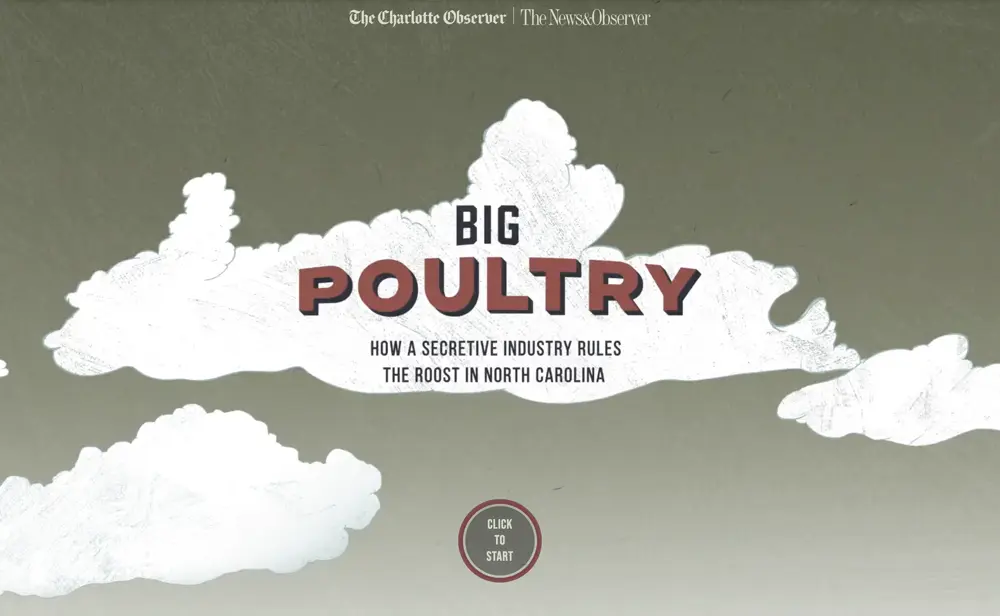 The Charlotte Observer | The News&Observer
BIG
POULTRY
HOW A SECRETIVE INDUSTRY RULES
THE ROOST IN NORTH CAROLINA
CLICK
TO
START